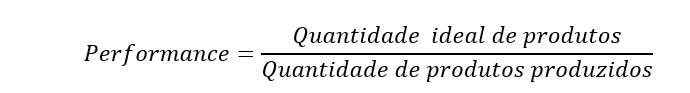 Performance = Quantidade ideal de produtos
Quantidade de produtos produzidos